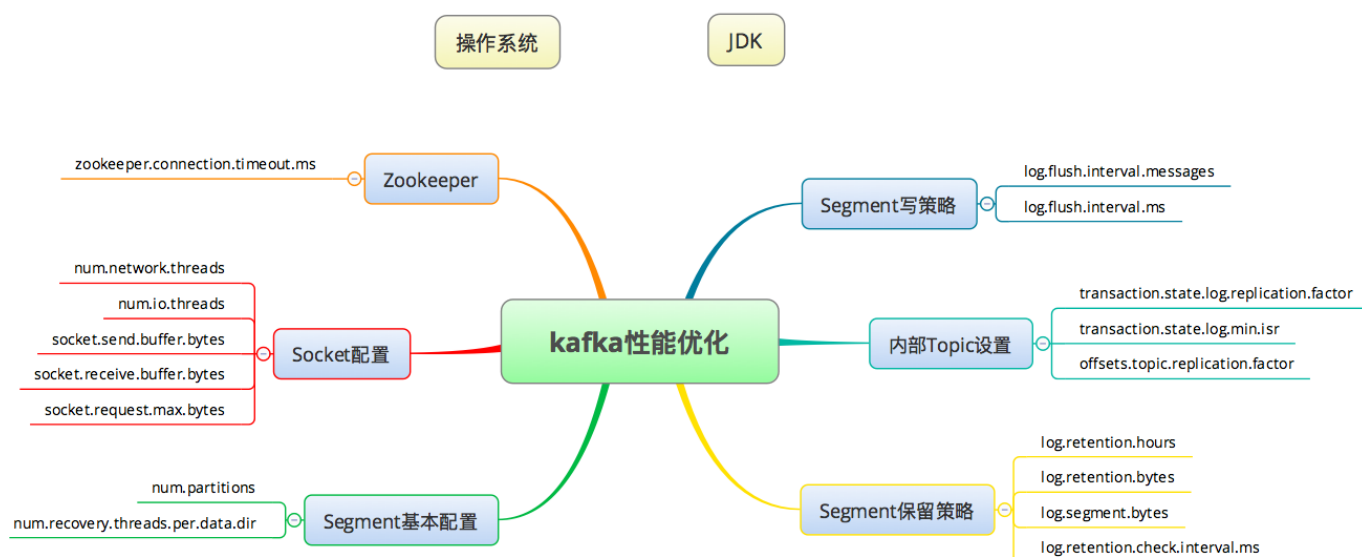 操作系统
JDK
Zookeeper
zookeeper.connection.timeout.ms
Segment写策略
log.flush.interval.messages
log.flush.interval.ms
Socket配置
num.network.threads
num.io.threads
socket.send.buffer.bytes
socket.receive.buffer.bytes
socket.request.max.bytes
kafka性能优化
内部Topic设置
transaction.state.log.replication.factor
transaction.state.log.min.isr
offsets.topic.replication.factor
Segment基本配置
num.partitions
num.recovery.threads.per.data.dir
Segment保留策略
log.retention.hours
log.retention.bytes
log.segment.bytes
log.retention.check.interval.ms